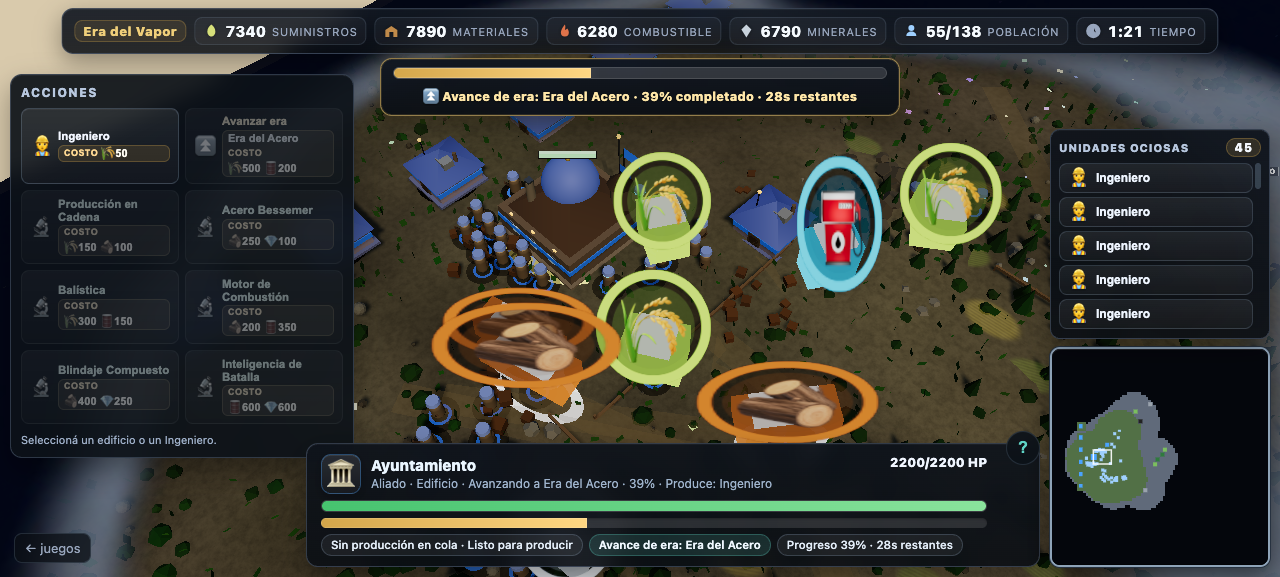 Era del Vapor
7340 SUMINISTROS
7890 MATERIALES
6280 COMBUSTIBLE
6790 MINERALES
55/138 POBLACIÓN
1:21 TIEMPO
Avance de era: Era del Acero · 39% completado · 28s restantes
ACCIONES
Ingeniero
COSTO 50
Avanzar era
Era del Acero
COSTO
500 200
Producción en
Cadena
COSTO
150 100
Acero Bessemer
COSTO
250 100
Balística
COSTO
300 150
Motor de
Combustión
COSTO
200 350
Blindaje Compuesto
COSTO
400 250
Inteligencia de
Batalla
COSTO
600 600
Seleccioná un edificio o un Ingeniero.
UNIDADES OCIOSAS 45
Ingeniero
Ingeniero
Ingeniero
Ingeniero
Ingeniero
?
Ayuntamiento
2200/2200 HP
Aliado · Edificio · Avanzando a Era del Acero · 39% · Produce: Ingeniero
Sin producción en cola · Listo para producir
Avance de era: Era del Acero
Progreso 39% · 28s restantes
← juegos